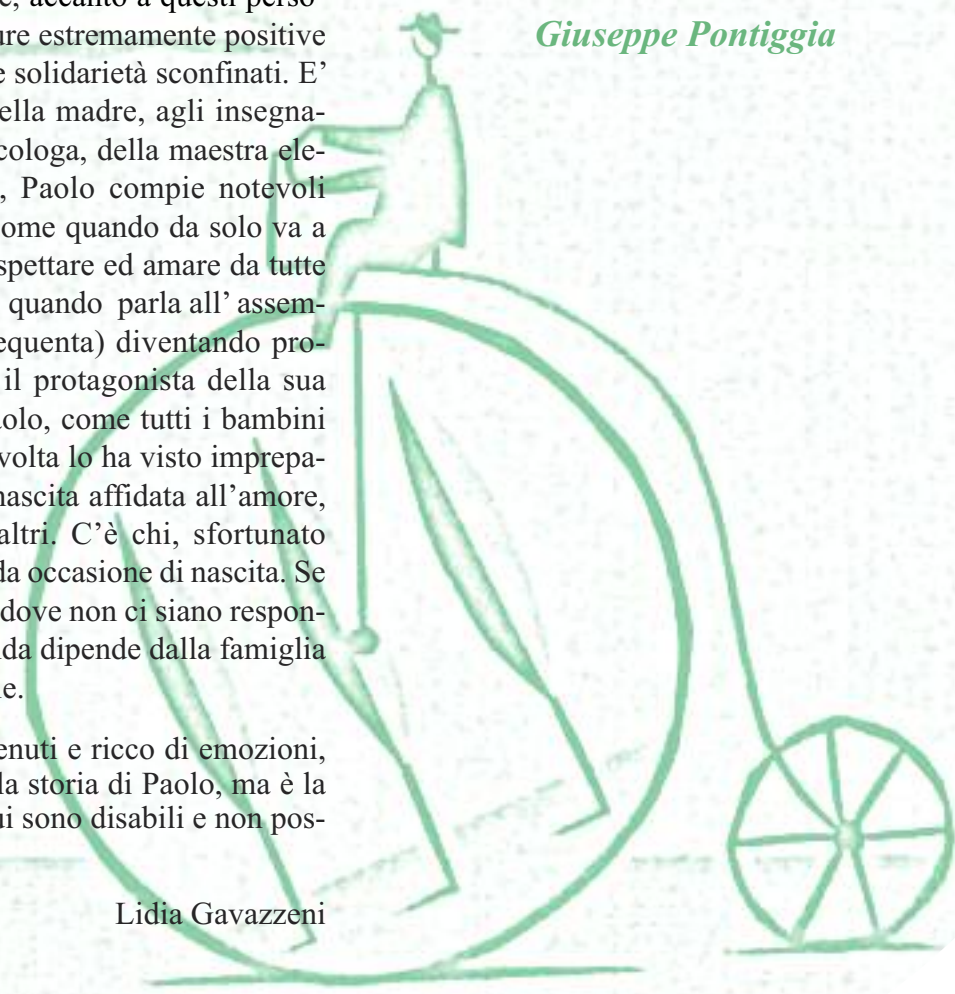 e, accanto a questi perso-
ure estremamente positive
e solidarietà sconfinati. E’
ella madre, agli insegna-
cologa, della maestra ele-
, Paolo compie notevoli
ome quando da solo va a
spettare ed amare da tutte
quando parla all’assem-
equenta) diventando pro-
il protagonista della sua
olo, come tutti i bambini
volta lo ha visto imprepa-
nascita affidata all’amore,
altri. C’è chi, sfortunato
da occasione di nascita. Se
dove non ci siano respon-
da dipende dalla famiglia
e.
enuti e ricco di emozioni,
la storia di Paolo, ma è la
ui sono disabili e non pos-
Lidia Gavazzeni
Giuseppe Pontiggia